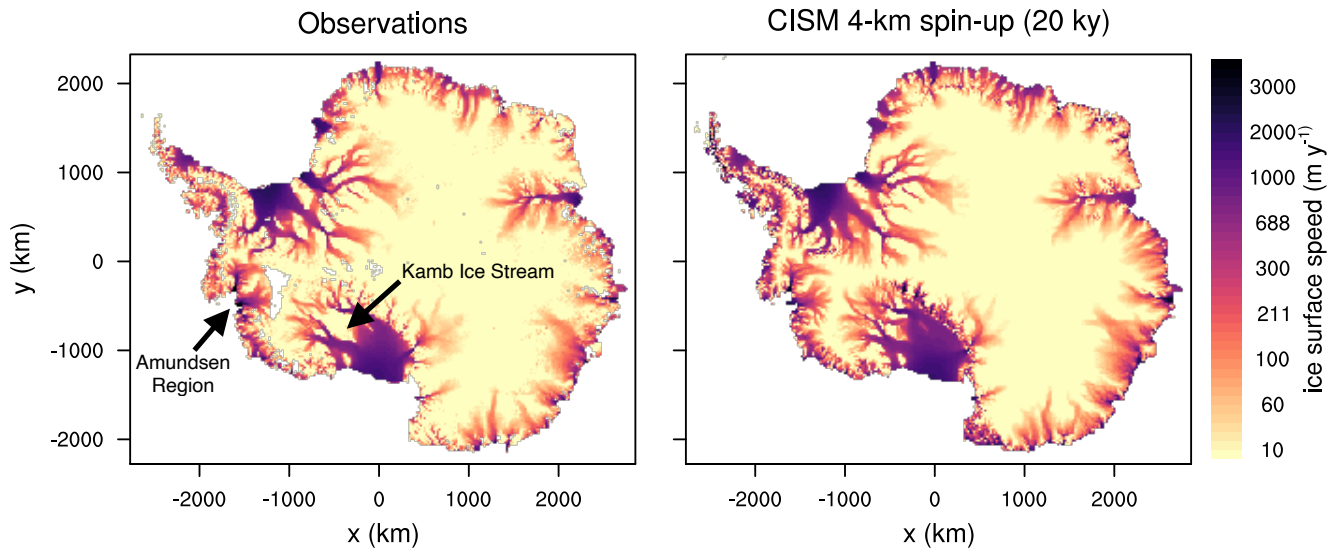 Observations
CISM 4-km spin-up (20 ky)
2000
1000
0
-1000
-2000
y (km)
Kamb Ice Stream
Amundsen
Region
-2000 -1000 0 1000 2000
x (km)
-2000 -1000 0 1000 2000
x (km)
3000
2000
1000
688
300
211
100
60
10
ice surface speed (m y⁻¹)